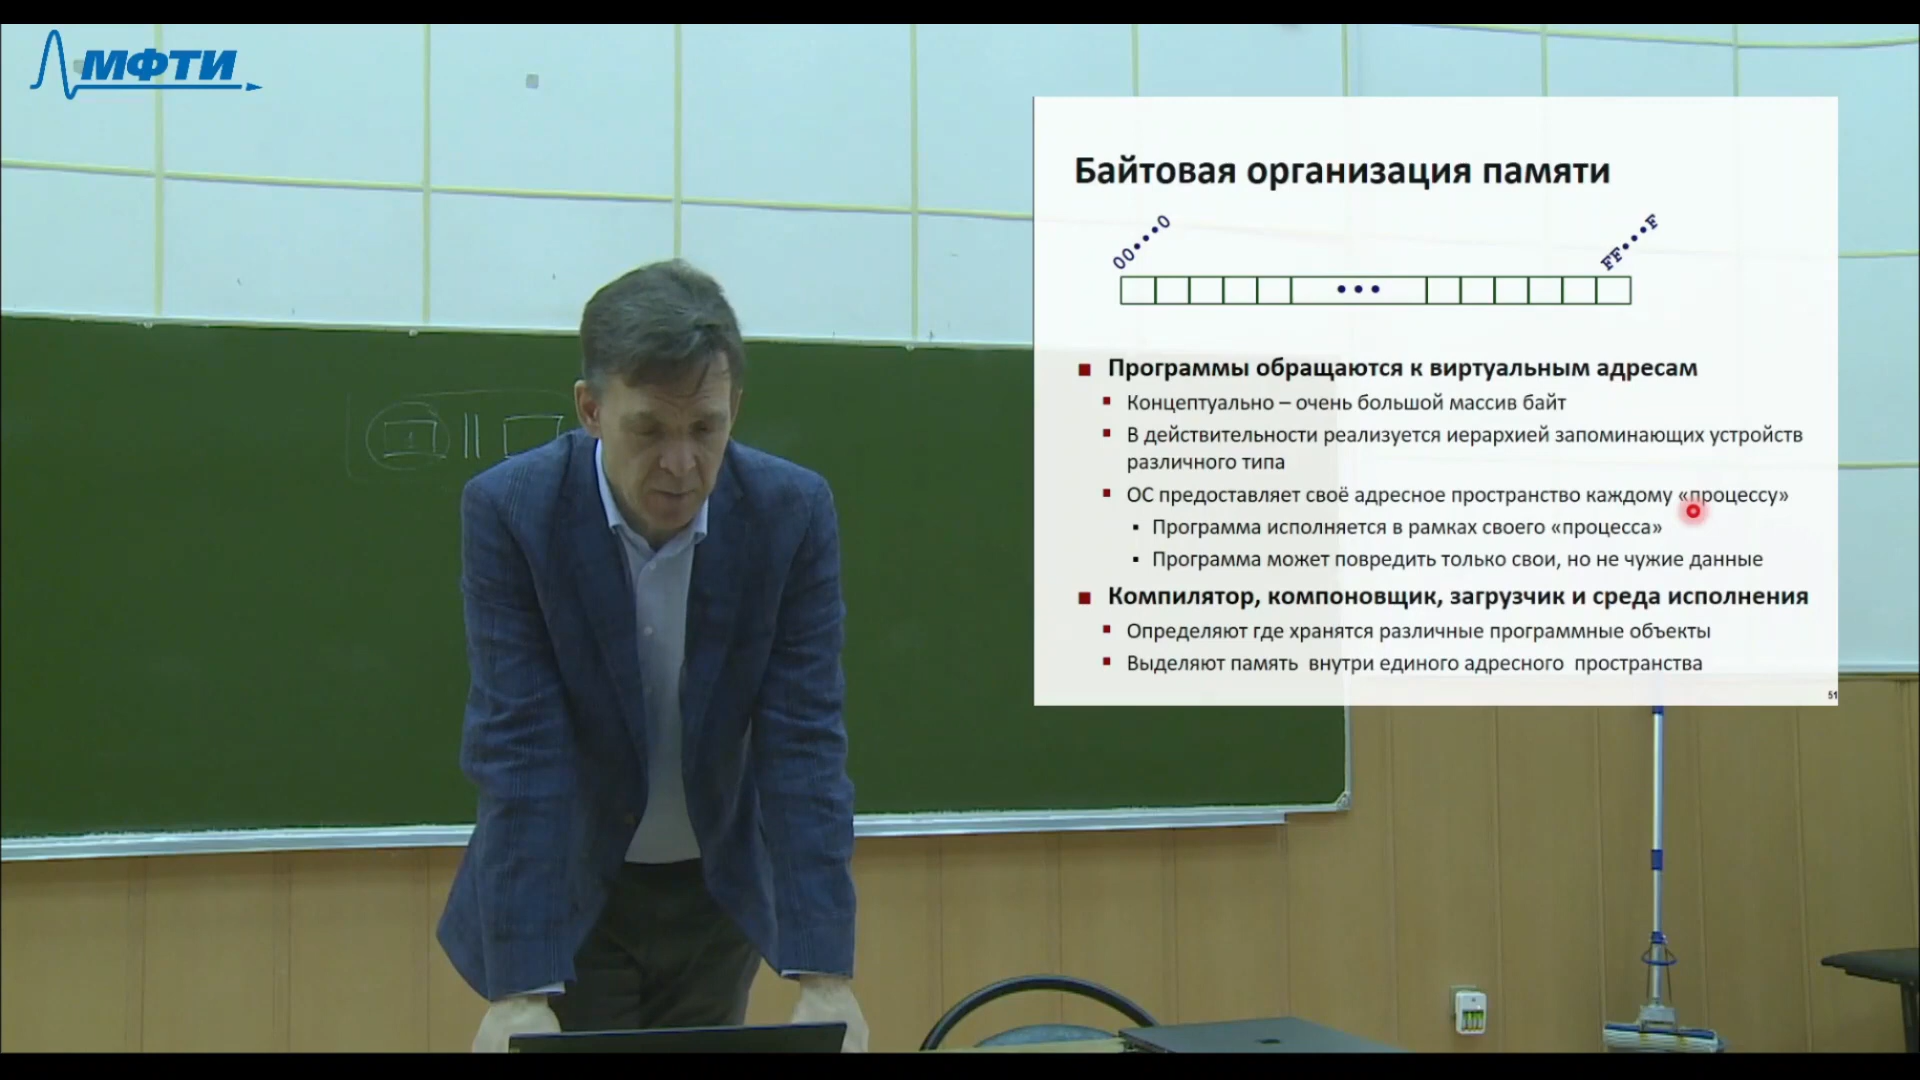 МФТИ
Байтовая организация памяти
00•••0
FF•••F
•••
Программы обращаются к виртуальным адресам
Концептуально – очень большой массив байт
В действительности реализуется иерархией запоминающих устройств
различного типа
ОС предоставляет своё адресное пространство каждому «процессу»
Программа исполняется в рамках своего «процесса»
Программа может повредить только свои, но не чужие данные
Компилятор, компоновщик, загрузчик и среда исполнения
Определяют где хранятся различные программные объекты
Выделяют память внутри единого адресного пространства
51